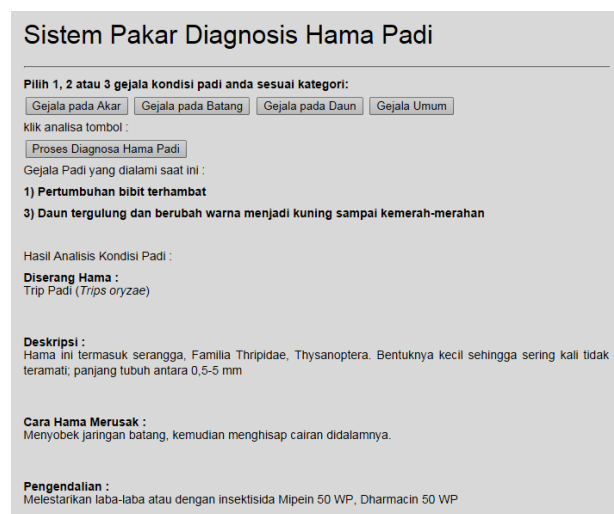 Sistem Pakar Diagnosis Hama Padi
Pilih 1, 2 atau 3 gejala kondisi padi anda sesuai kategori:
Gejala pada Akar Gejala pada Batang Gejala pada Daun Gejala Umum
klik analisa tombol :
Proses Diagnosa Hama Padi
Gejala Padi yang dialami saat ini :
1) Pertumbuhan bibit terhambat
3) Daun tergulung dan berubah warna menjadi kuning sampai kemerah-merahan
Hasil Analisis Kondisi Padi :
Diserang Hama :
Trip Padi (Trips oryzae)
Deskripsi :
Hama ini termasuk serangga, Familia Thripidae, Thysanoptera. Bentuknya kecil sehingga sering kali tidak
teramati; panjang tubuh antara 0,5-5 mm
Cara Hama Merusak :
Menyobek jaringan batang, kemudian menghisap cairan didalamnya.
Pengendalian :
Melestarikan laba-laba atau dengan insektisida Mipein 50 WP, Dharmacin 50 WP